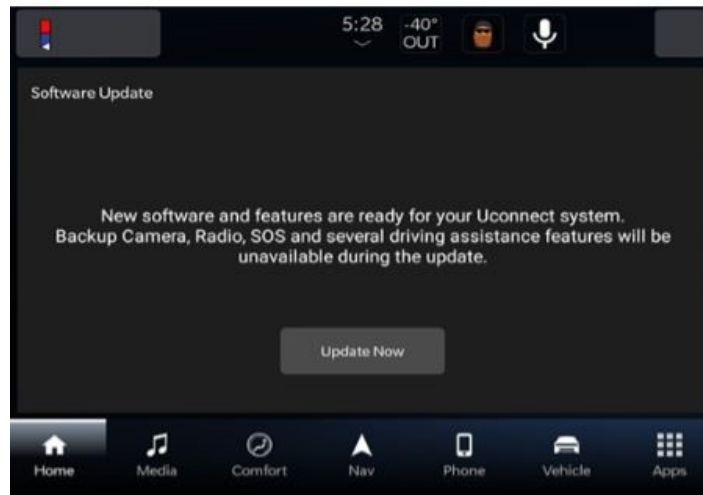 5:28
-40°
OUT
Software Update
New software and features are ready for your Uconnect system.
Backup Camera, Radio, SOS and several driving assistance features will be
unavailable during the update.
Update Now
Home Media Comfort Nav Phone Vehicle Apps